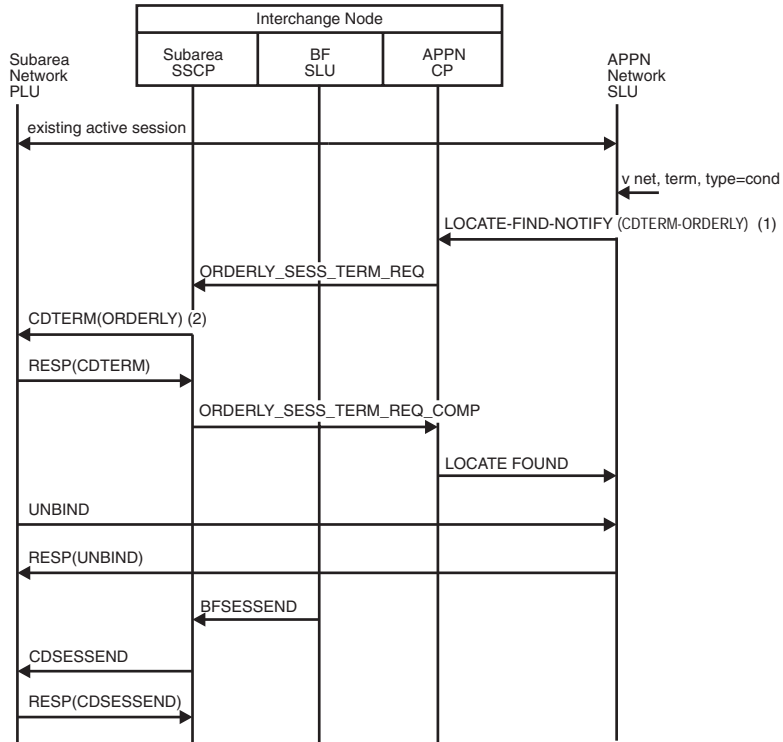 Interchange Node
Subarea
Network
PLU
Subarea
SSCP
BF
SLU
APPN
CP
APPN
Network
SLU
existing active session
v net, term, type=cond
LOCATE-FIND-NOTIFY (CDTERM-ORDERLY) (1)
ORDERLY_SESS_TERM_REQ
CDTERM(ORDERLY) (2)
RESP(CDTERM)
ORDERLY_SESS_TERM_REQ_COMP
LOCATE FOUND
UNBIND
RESP(UNBIND)
BFSESSEND
CDSESSEND
RESP(CDSESSEND)